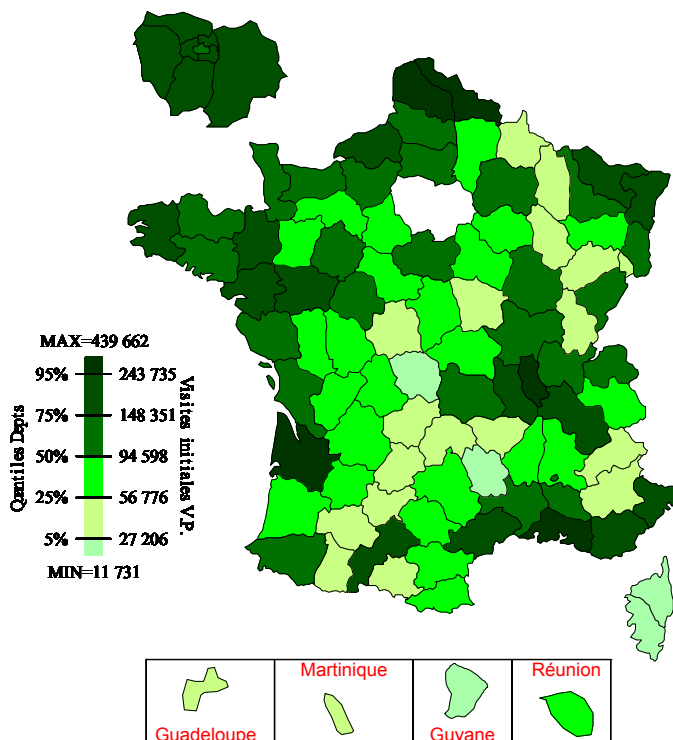 MAX=439 662
95% 243 735
75% 148 351
50% 94 598
25% 56 776
5% 27 206
MIN=11 731
Quantiles Depts
Visites initiales V.P.
Martinique
Réunion
Guadeloupe
Guyane